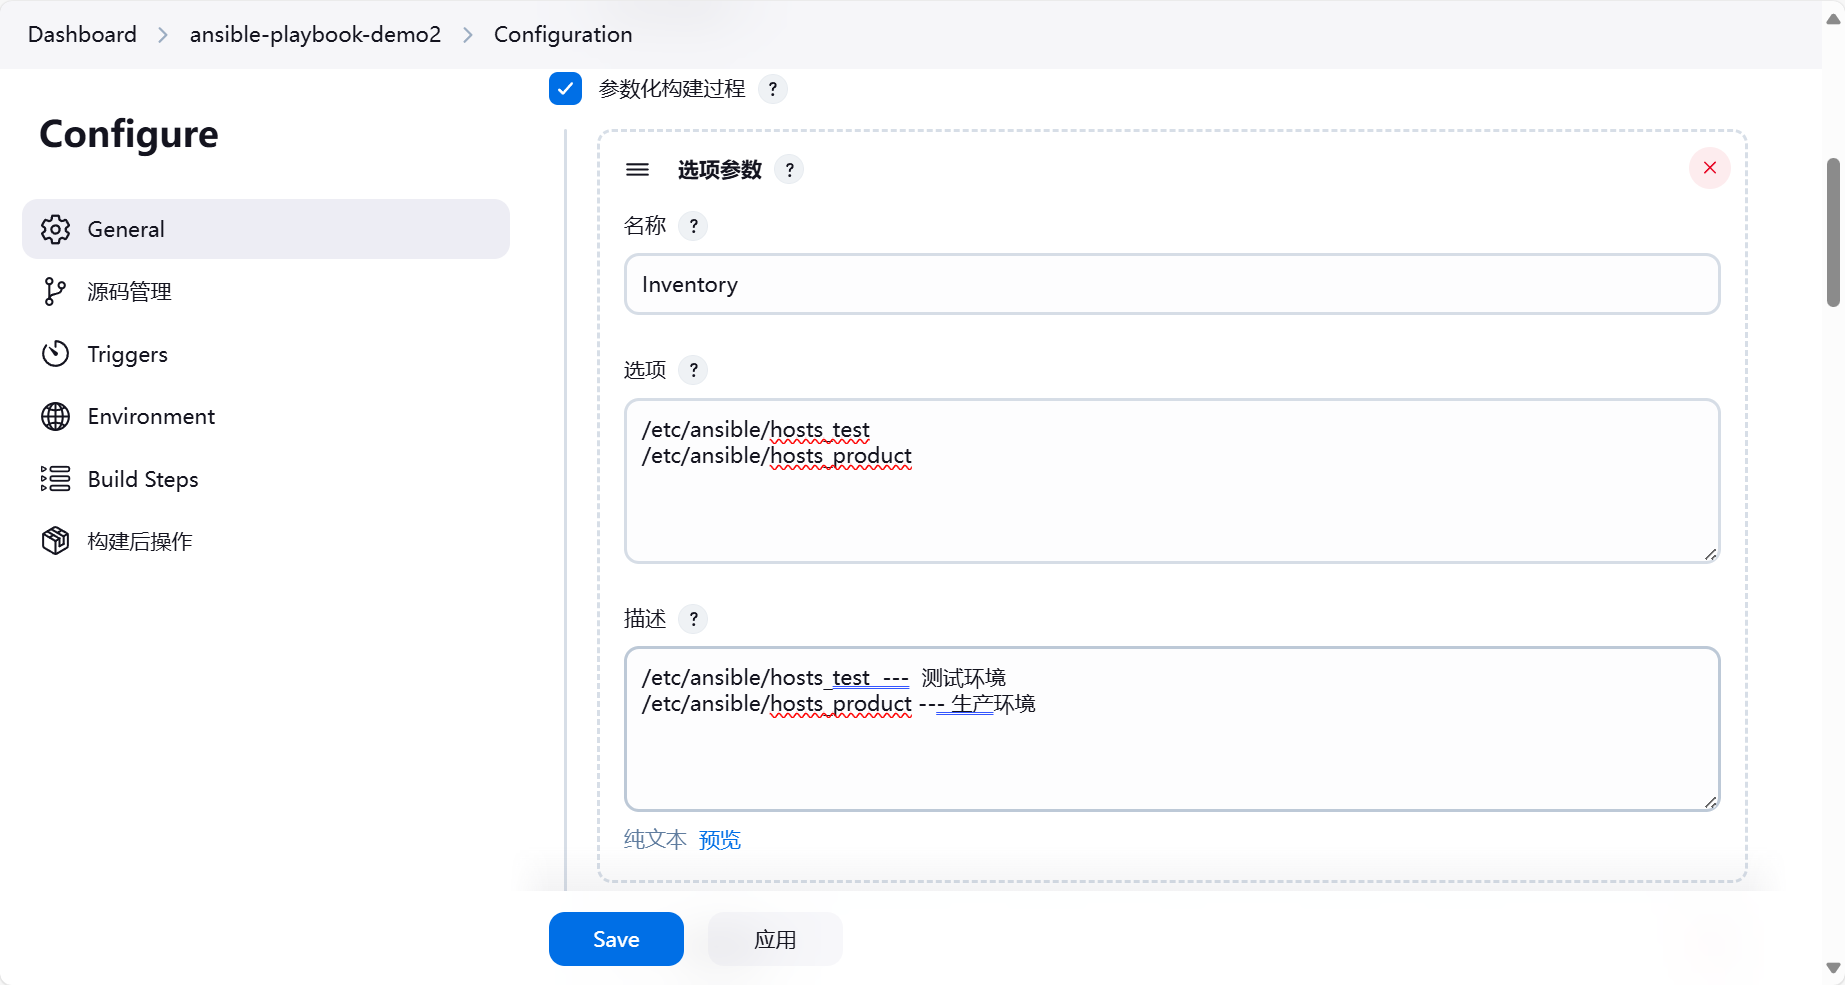 Dashboard > ansible-playbook-demo2 > Configuration
Configure
General
源码管理
Triggers
Environment
Build Steps
构建后操作
参数化构建过程 ?
选项参数 ?
名称 ?
Inventory
选项 ?
/etc/ansible/hosts_test
/etc/ansible/hosts_product
描述 ?
/etc/ansible/hosts_test --- 测试环境
/etc/ansible/hosts_product --- 生产环境
纯文本 预览
Save 应用